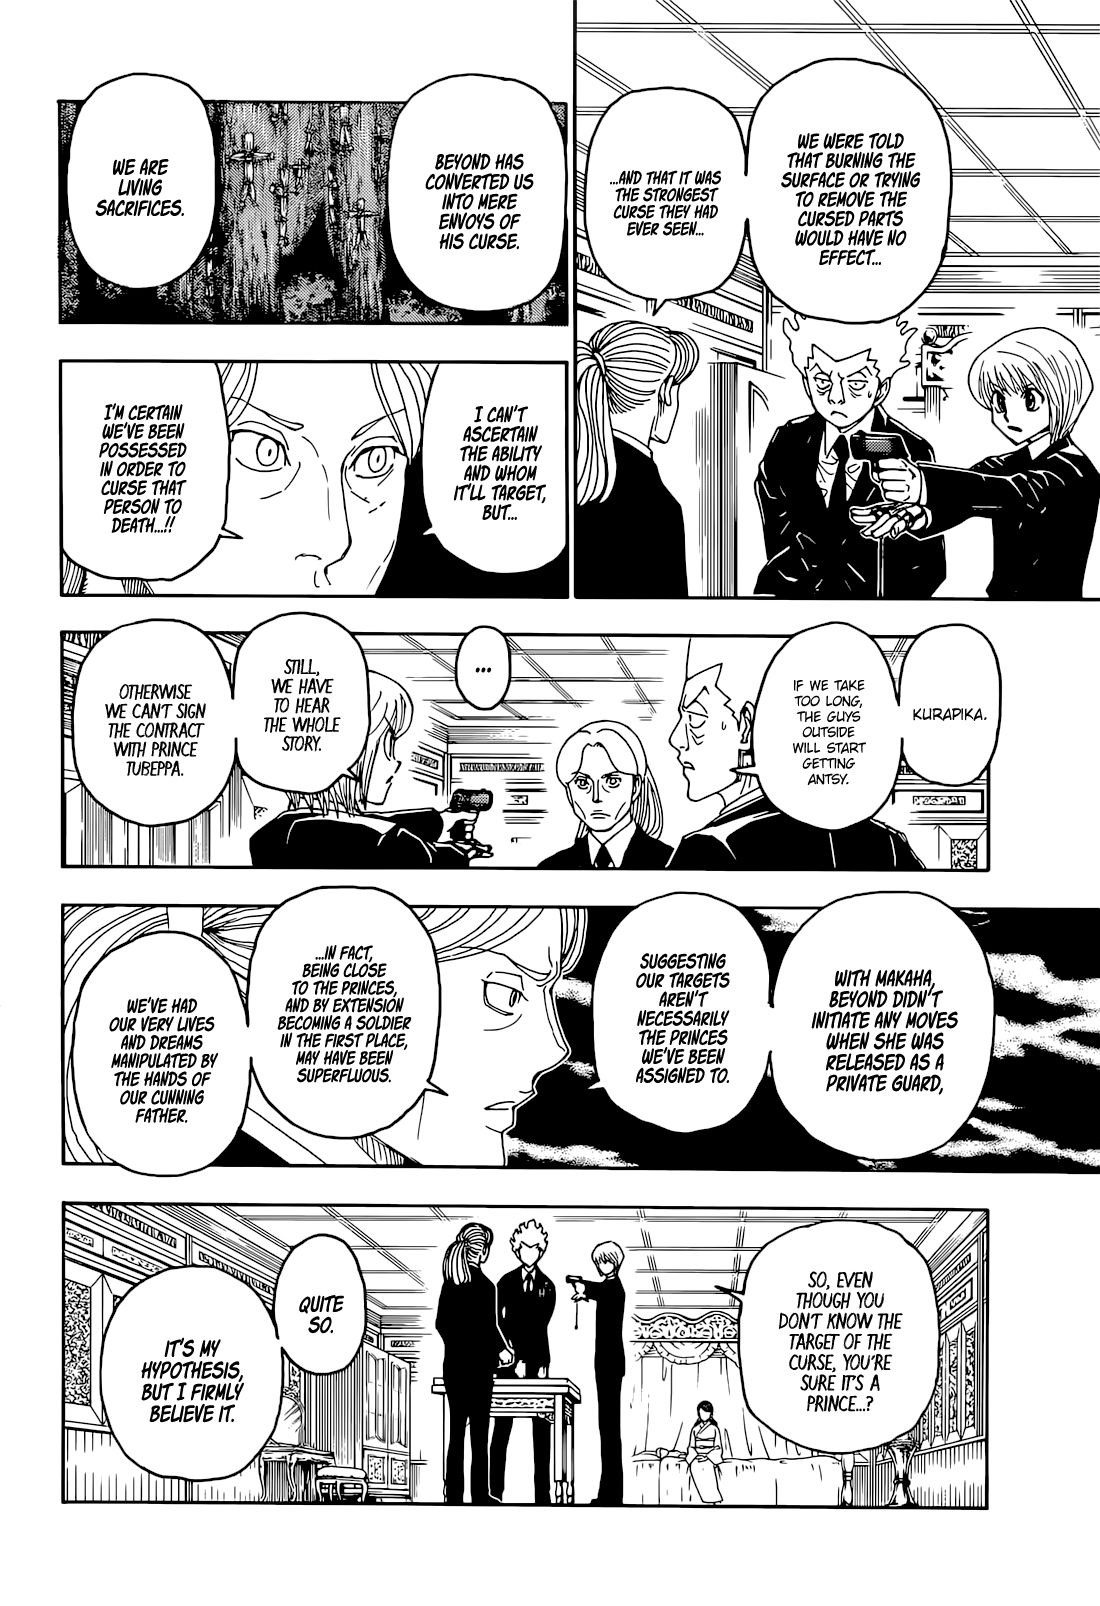 WE WERE TOLD
THAT BURNING THE
SURFACE OR TRYING
TO REMOVE THE
CURSED PARTS
WOULD HAVE NO
EFFECT...
...AND THAT IT WAS
THE STRONGEST
CURSE THEY HAD
EVER SEEN...
BEYOND HAS
CONVERTED US
INTO MERE
ENVOYS OF
HIS CURSE.
WE ARE
LIVING
SACRIFICES.
I CAN'T
ASCERTAIN
THE ABILITY
AND WHOM
IT'LL TARGET,
BUT...
I'M CERTAIN
WE'VE BEEN
POSSESSED
IN ORDER TO
CURSE THAT
PERSON TO
DEATH...!!
KURAPIKA.
IF WE TAKE
TOO LONG,
THE GUYS
OUTSIDE
WILL START
GETTING
ANTSY.
...
STILL,
WE HAVE
TO HEAR
THE WHOLE
STORY.
OTHERWISE
WE CAN'T SIGN
THE CONTRACT
WITH PRINCE
TUBEPPA.
WITH MAKAHA,
BEYOND DIDN'T
INITIATE ANY MOVES
WHEN SHE WAS
RELEASED AS A
PRIVATE GUARD,
SUGGESTING
OUR TARGETS
AREN'T
NECESSARILY
THE PRINCES
WE'VE BEEN
ASSIGNED TO.
...IN FACT,
BEING CLOSE
TO THE PRINCES,
AND BY EXTENSION
BECOMING A SOLDIER
IN THE FIRST PLACE,
MAY HAVE BEEN
SUPERFLUOUS.
WE'VE HAD
OUR VERY LIVES
AND DREAMS
MANIPULATED BY
THE HANDS OF
OUR CUNNING
FATHER.
SO, EVEN
THOUGH YOU
DON'T KNOW THE
TARGET OF THE
CURSE, YOU'RE
SURE IT'S A
PRINCE...?
QUITE
SO.
IT'S MY
HYPOTHESIS,
BUT I FIRMLY
BELIEVE IT.